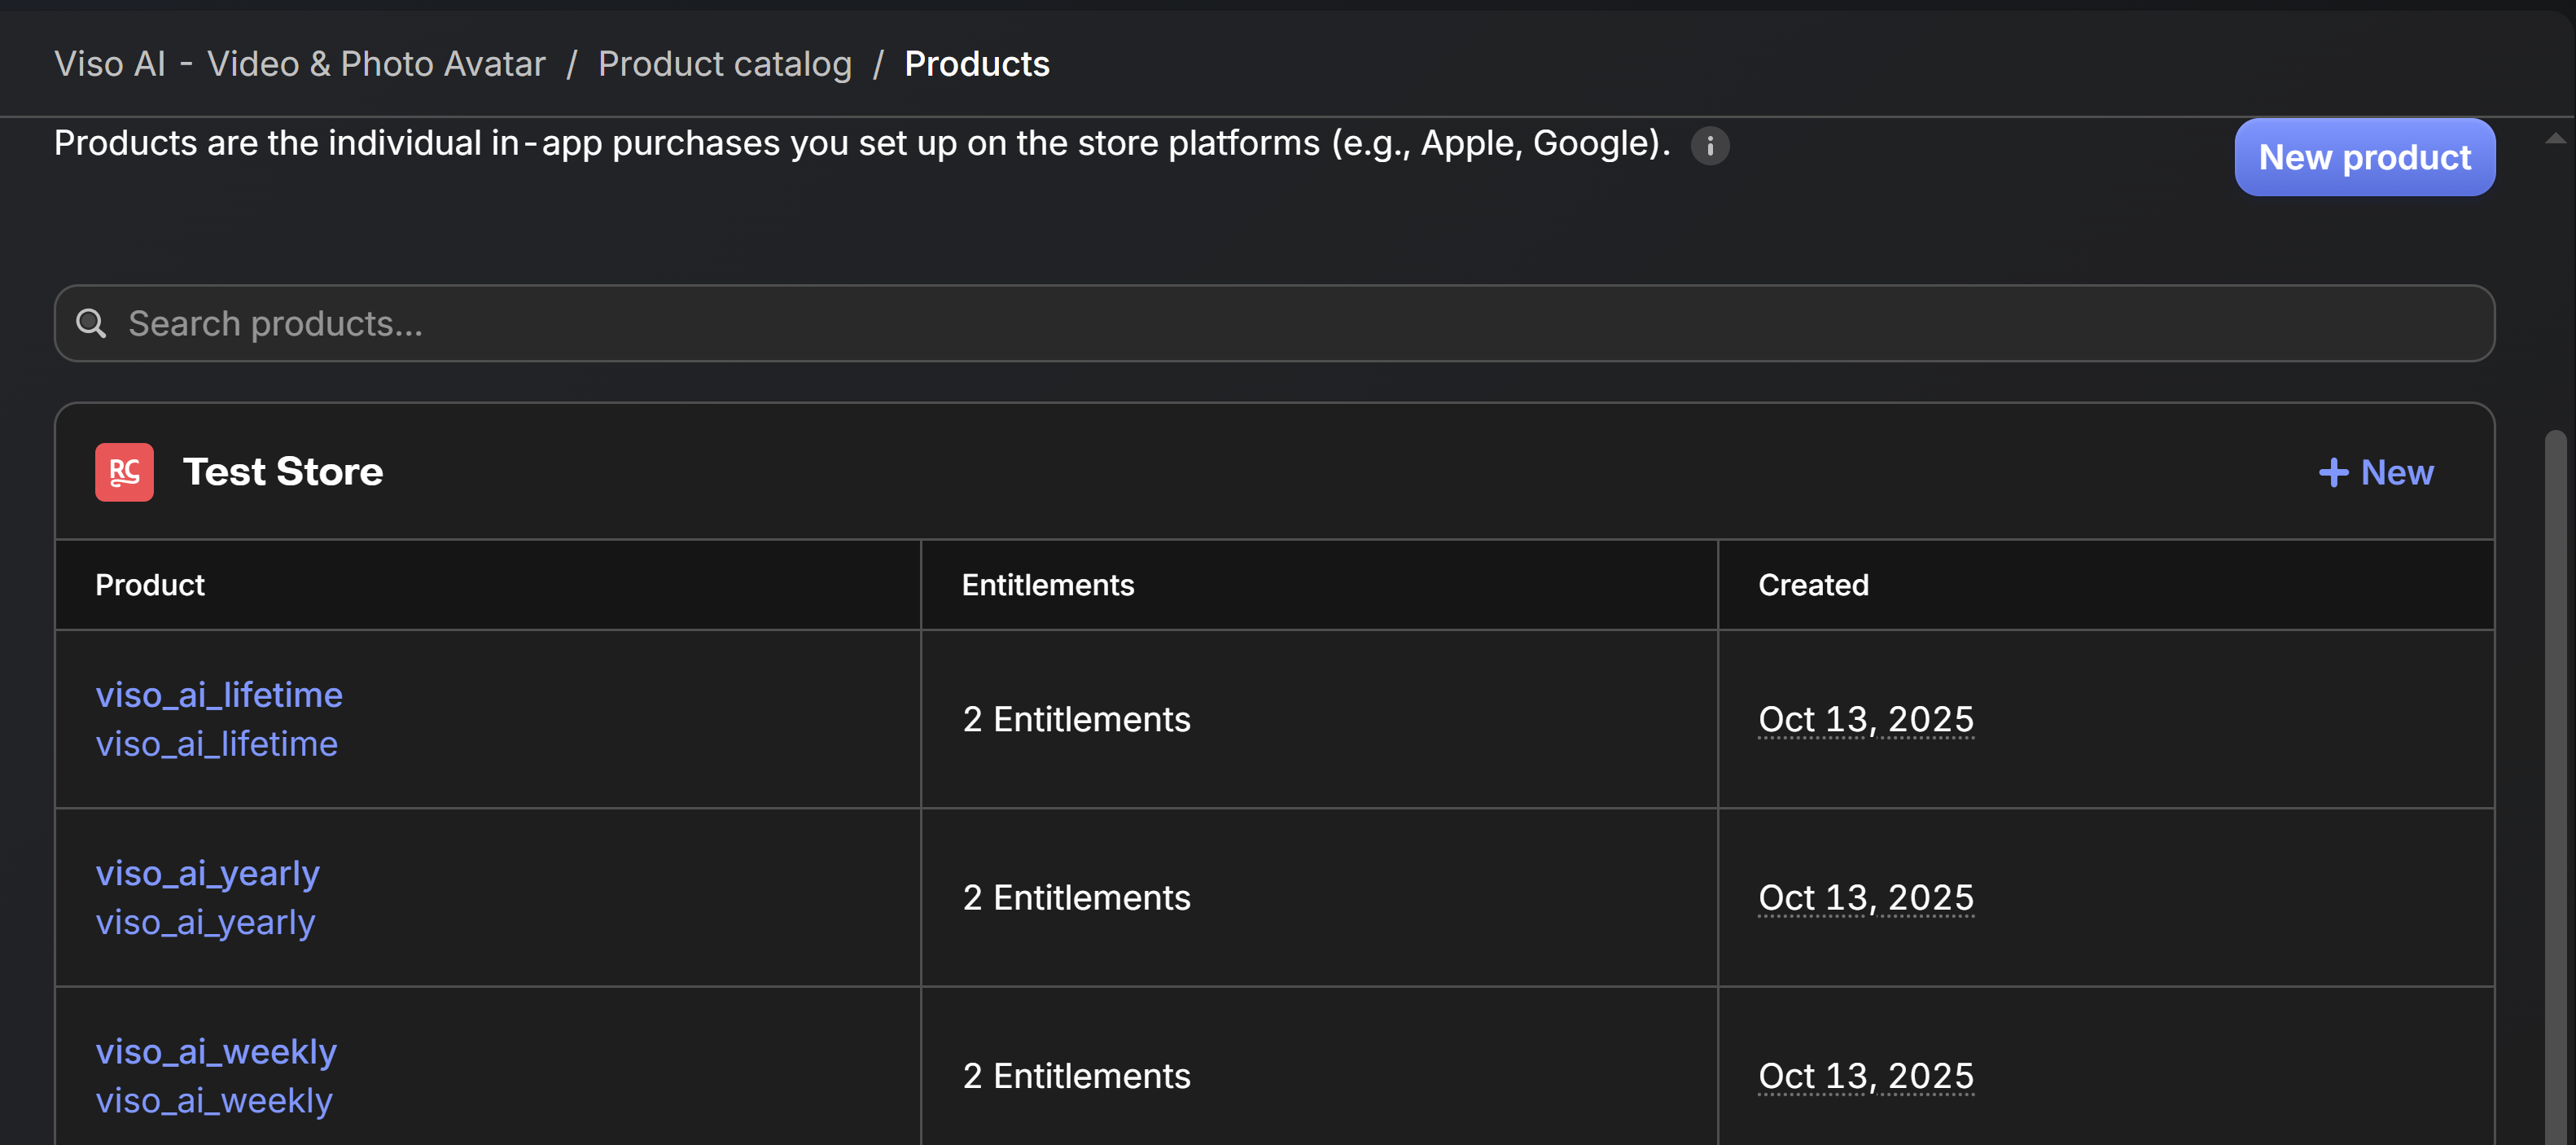 Viso AI - Video & Photo Avatar / Product catalog / Products
Products are the individual in-app purchases you set up on the store platforms (e.g., Apple, Google).
New product
Search products...
RC Test Store
+ New
Product Entitlements Created
viso_ai_lifetime
viso_ai_lifetime
2 Entitlements
Oct 13, 2025
viso_ai_yearly
viso_ai_yearly
2 Entitlements
Oct 13, 2025
viso_ai_weekly
viso_ai_weekly
2 Entitlements
Oct 13, 2025